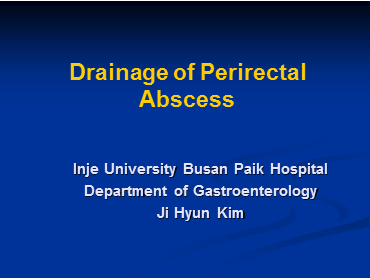 Drainage of Perirectal
Abscess
Inje University Busan Paik Hospital
Department of Gastroenterology
Ji Hyun Kim